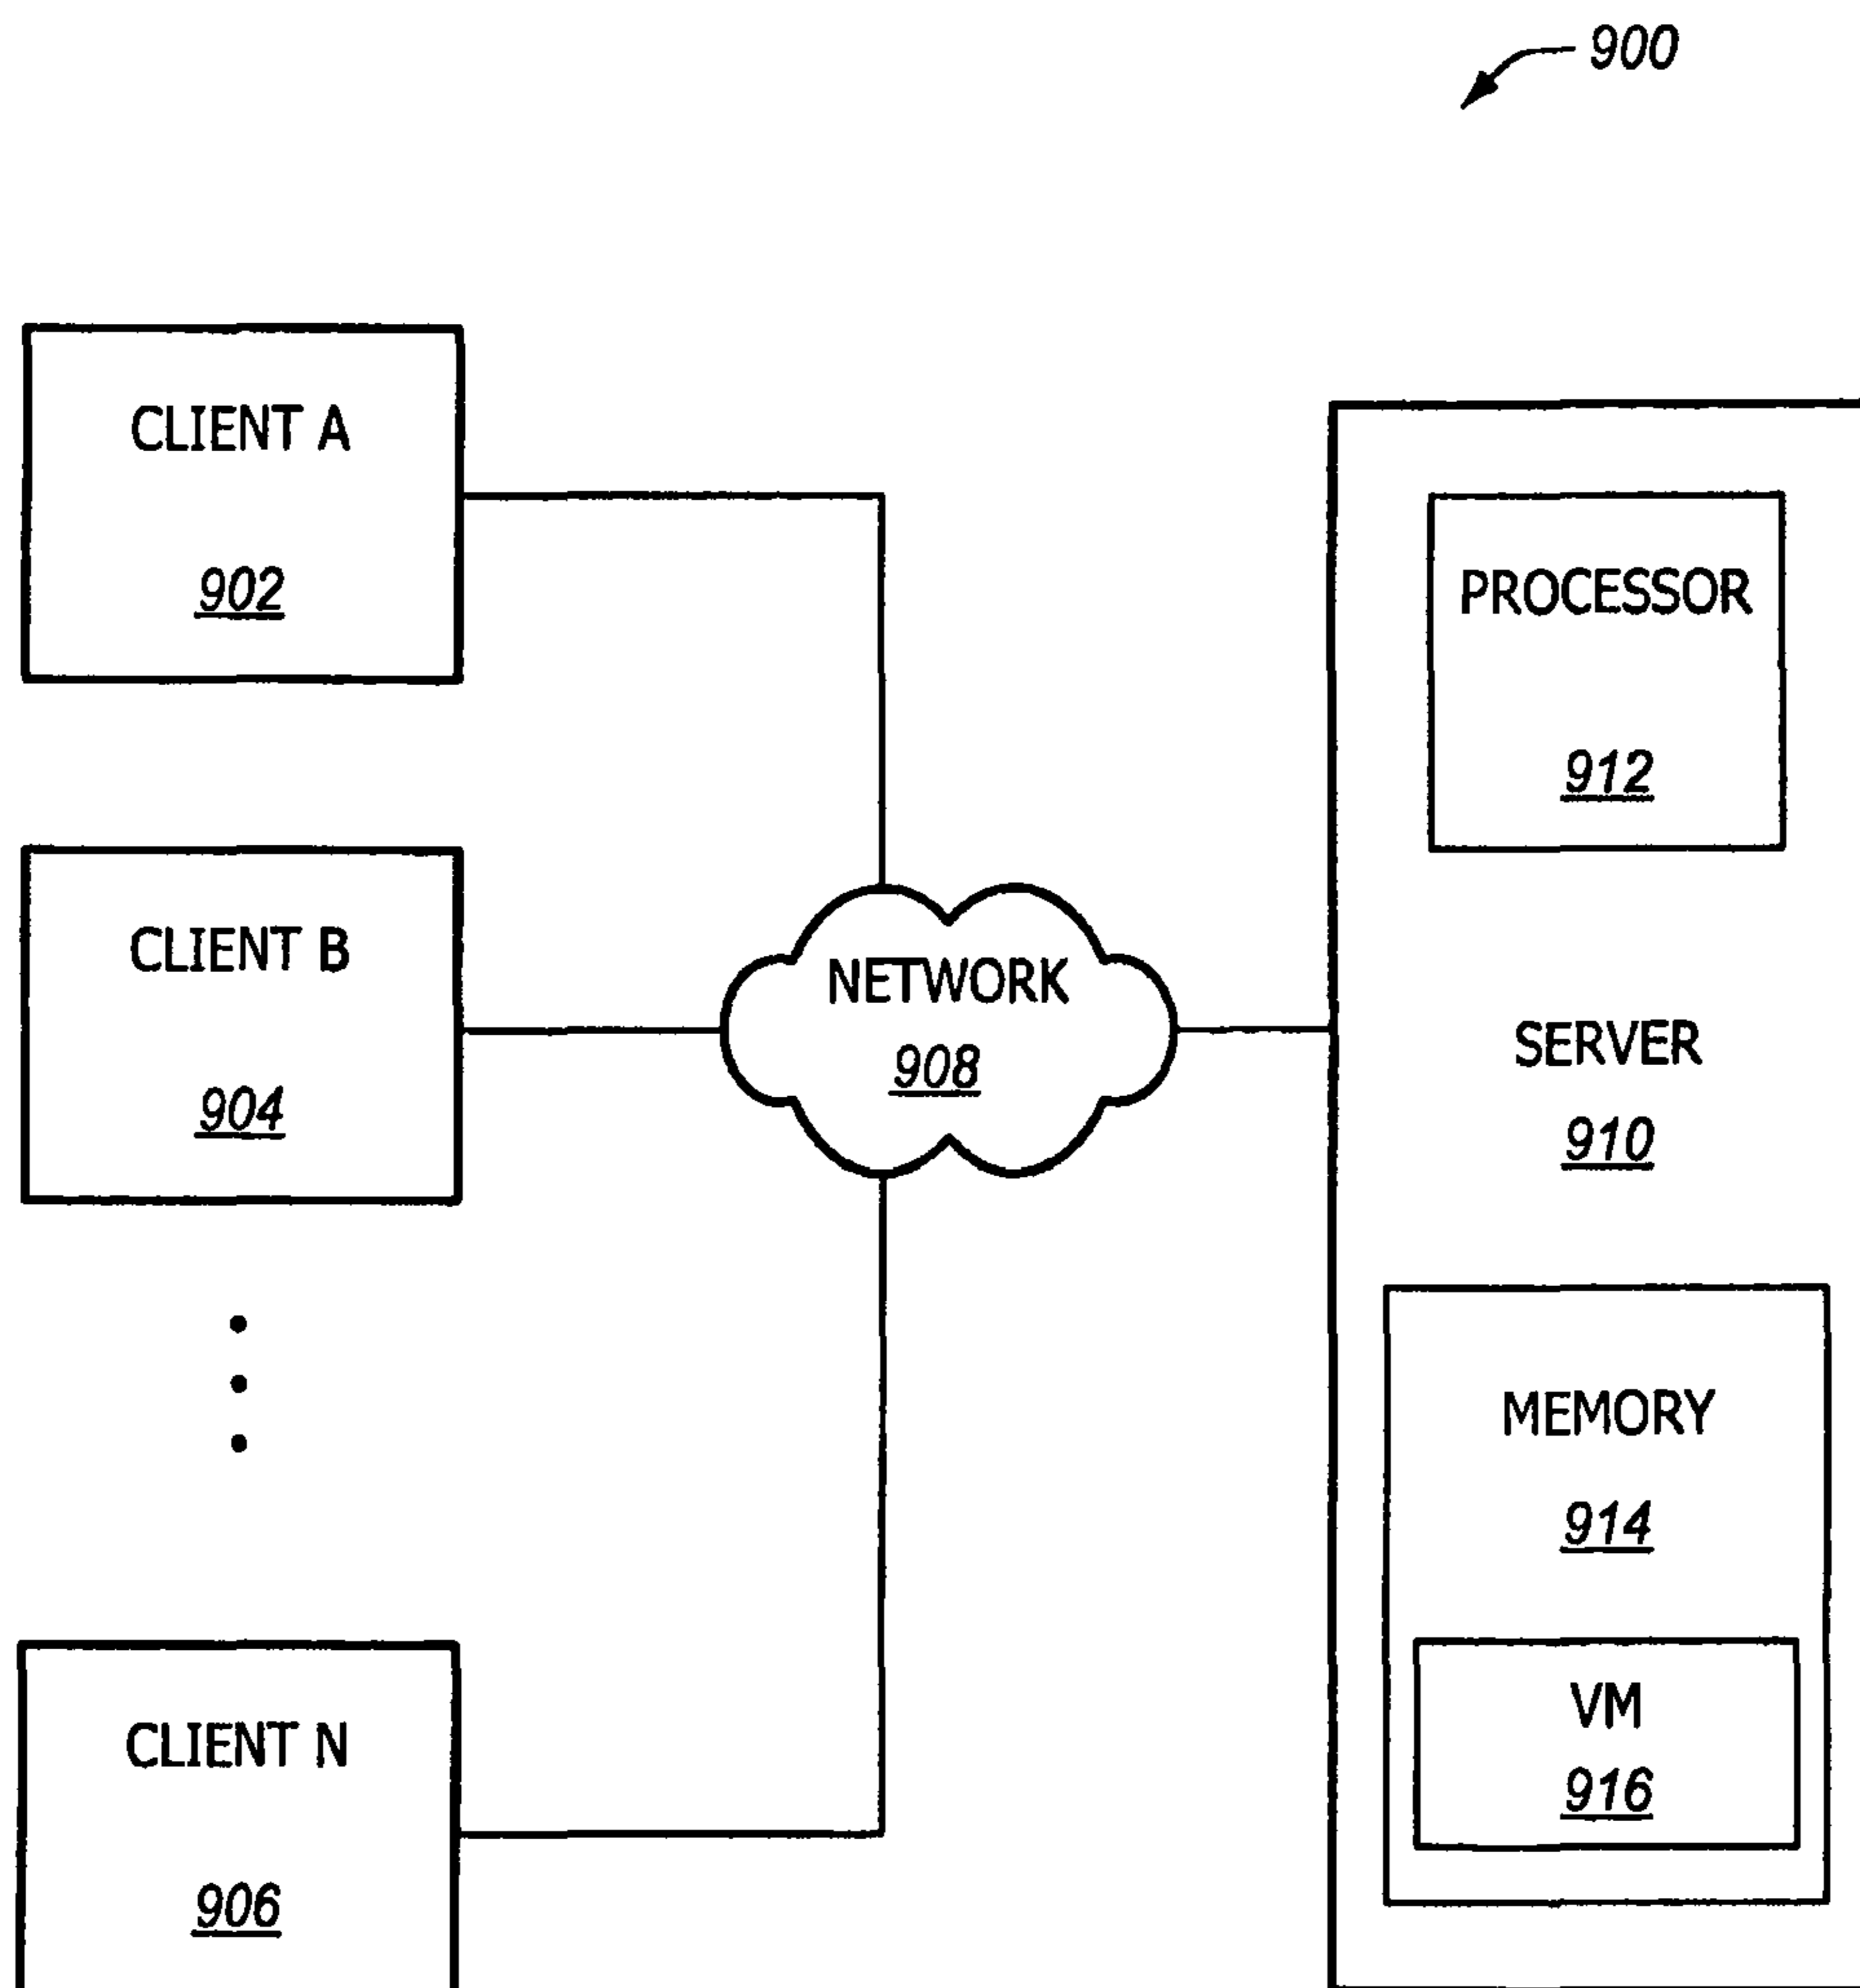 900
CLIENT A
902
CLIENT B
904
CLIENT N
906
NETWORK
908
PROCESSOR
912
SERVER
910
MEMORY
914
VM
916